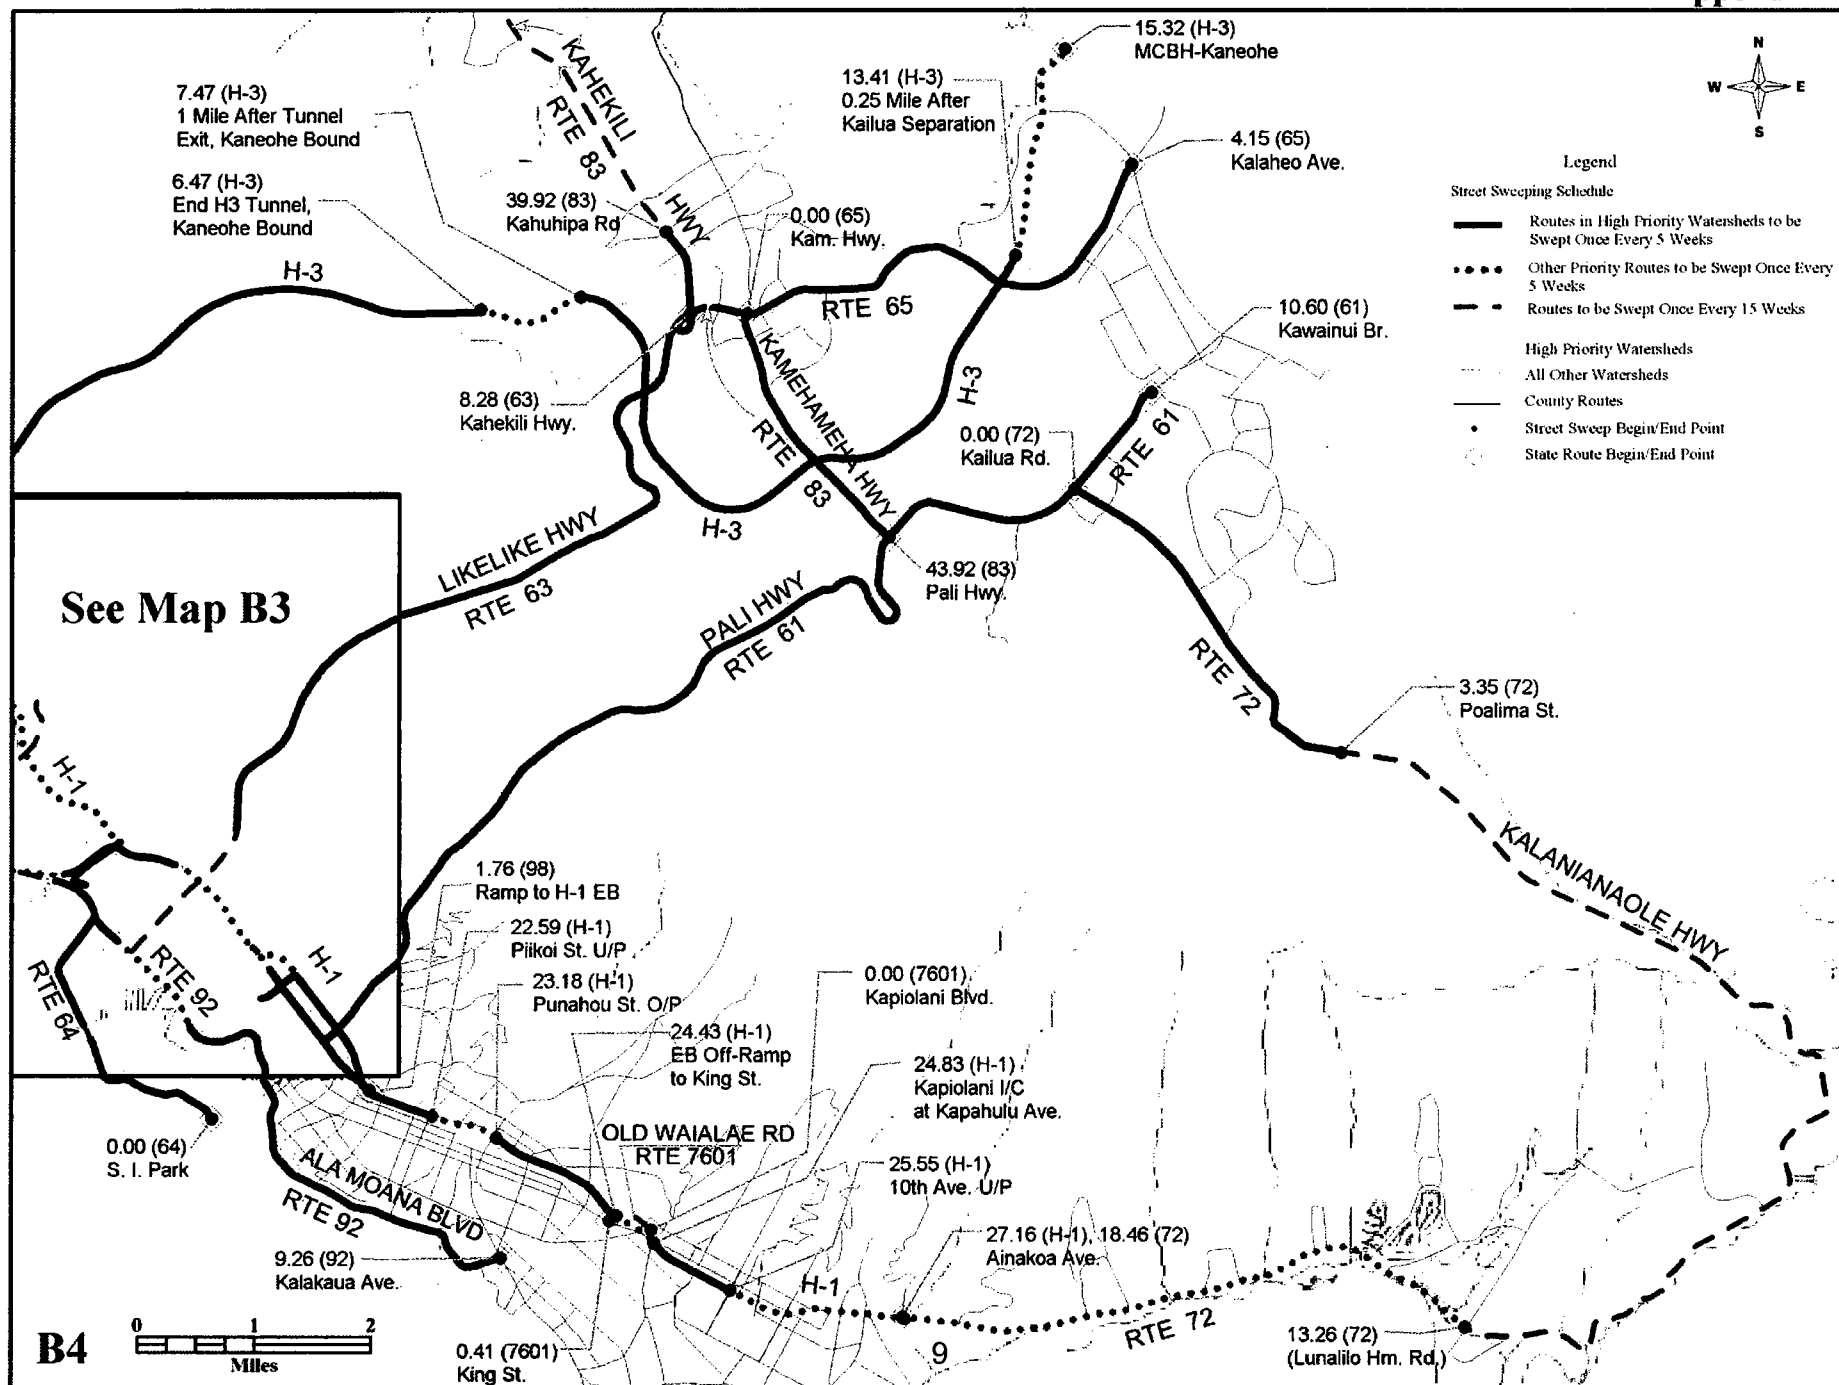 15.32 (H-3)
MCBH-Kaneohe
N
W E
S
13.41 (H-3)
0.25 Mile After
Kailua Separation
7.47 (H-3)
1 Mile After Tunnel
Exit, Kaneohe Bound
KAHEKILI
HWY
RTE 83
4.15 (65)
Kalaheo Ave.
6.47 (H-3)
End H3 Tunnel,
Kaneohe Bound
39.92 (83)
Kahuhipa Rd
0.00 (65)
Kam. Hwy.
Legend
Street Sweeping Schedule
Routes in High Priority Watersheds to be
Swept Once Every 5 Weeks
Other Priority Routes to be Swept Once Every
5 Weeks
Routes to be Swept Once Every 15 Weeks
High Priority Watersheds
All Other Watersheds
County Routes
Street Sweep Begin/End Point
State Route Begin/End Point
H-3
RTE 65
10.60 (61)
Kawainui Br.
8.28 (63)
Kahekili Hwy.
KAMEHAMEHA HWY
RTE 83
H-3
0.00 (72)
Kailua Rd.
RTE 61
H-3
LIKELIKE HWY
RTE 63
43.92 (83)
Pali Hwy.
See Map B3
PALI HWY
RTE 61
RTE 72
3.35 (72)
Poalima St.
H-1
KALANIANAOLE HWY
1.76 (98)
Ramp to H-1 EB
22.59 (H-1)
Piikoi St. U/P
H-1
RTE 92
RTE 64
23.18 (H-1)
Punahou St. O/P
0.00 (7601)
Kapiolani Blvd.
24.43 (H-1)
EB Off-Ramp
to King St.
24.83 (H-1)
Kapiolani I/C
at Kapahulu Ave.
0.00 (64)
S. I. Park
OLD WAIALAE RD
RTE 7601
25.55 (H-1)
10th Ave. U/P
ALA MOANA BLVD
RTE 92
9.26 (92)
Kalakaua Ave.
27.16 (H-1), 18.46 (72)
Ainakoa Ave.
H-1
RTE 72
13.26 (72)
(Lunalilo Hm. Rd.)
0.41 (7601)
King St.
B4
0 1 2
Miles
9